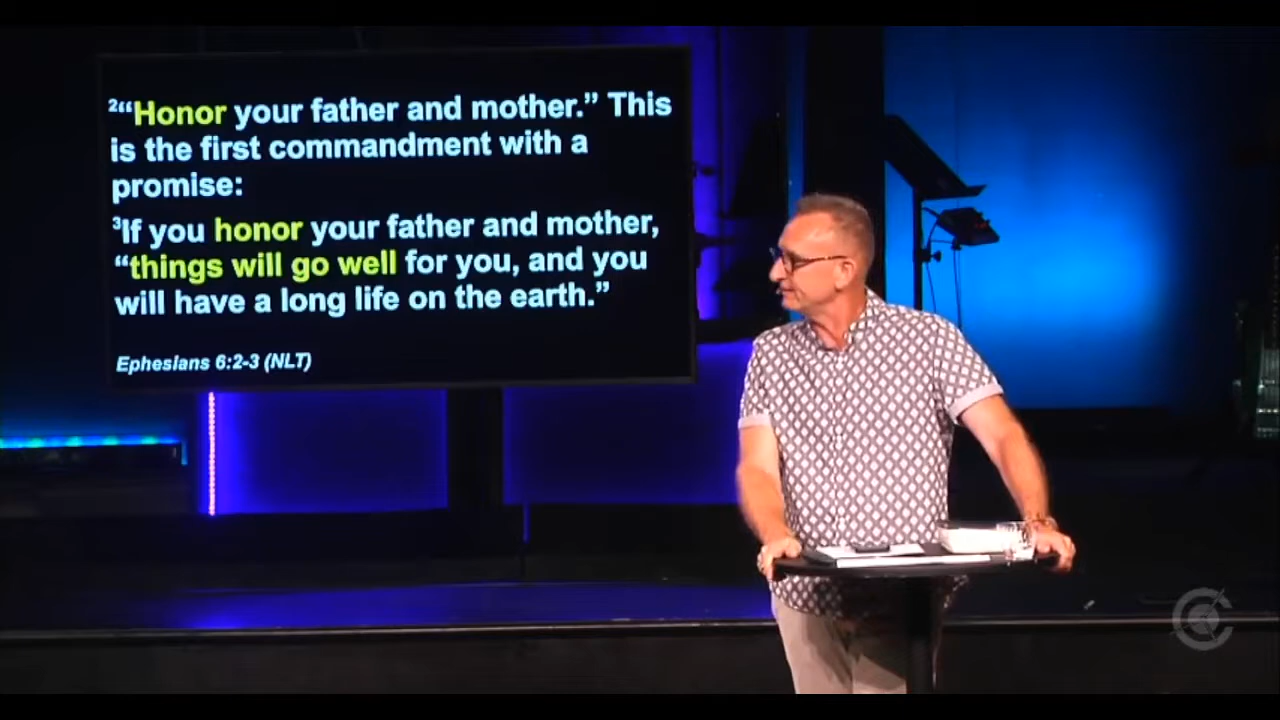 ²“Honor your father and mother.” This
is the first commandment with a
promise:
³If you honor your father and mother,
“things will go well for you, and you
will have a long life on the earth.”
Ephesians 6:2-3 (NLT)